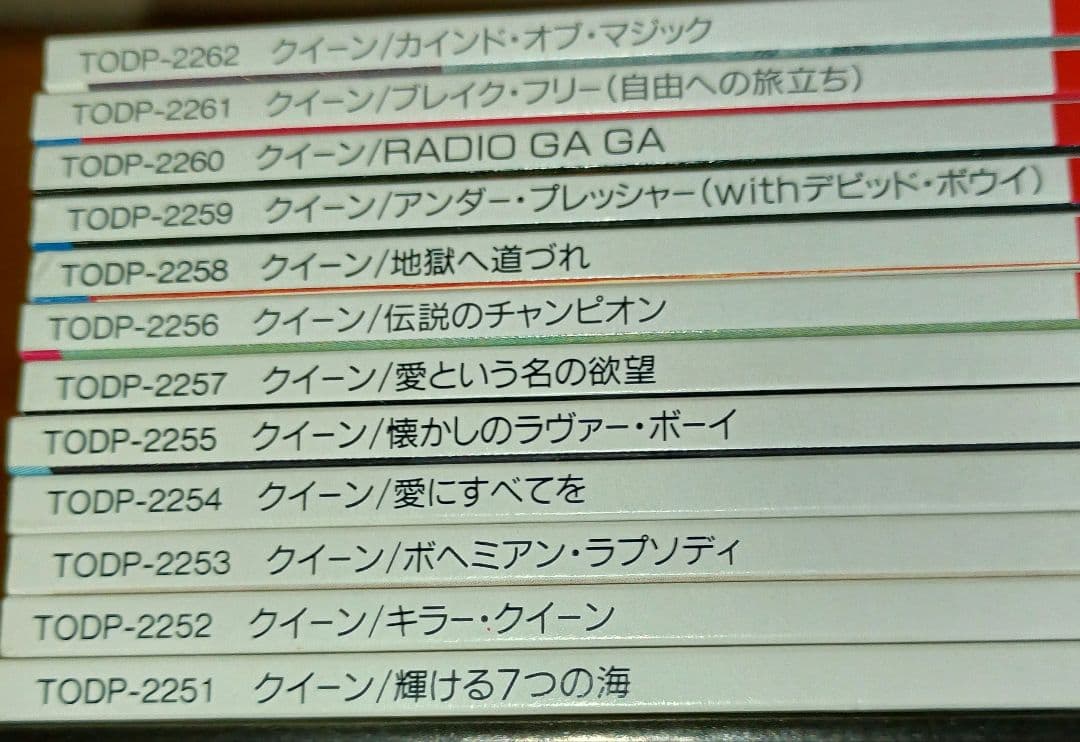 TODP-2262 クイーン/カインド・オブ・マジック
TODP-2261 クイーン/ブレイク・フリー(自由への旅立ち)
TODP-2260 クイーン/RADIO GA GA
TODP-2259 クイーン/アンダー・プレッシャー(withデビッド・ボウイ)
TODP-2258 クイーン/地獄へ道づれ
TODP-2256 クイーン/伝説のチャンピオン
TODP-2257 クイーン/愛という名の欲望
TODP-2255 クイーン/懐かしのラヴァー・ボーイ
TODP-2254 クイーン/愛にすべてを
TODP-2253 クイーン/ボヘミアン・ラプソディ
TODP-2252 クイーン/キラー・クイーン
TODP-2251 クイーン/輝ける7つの海